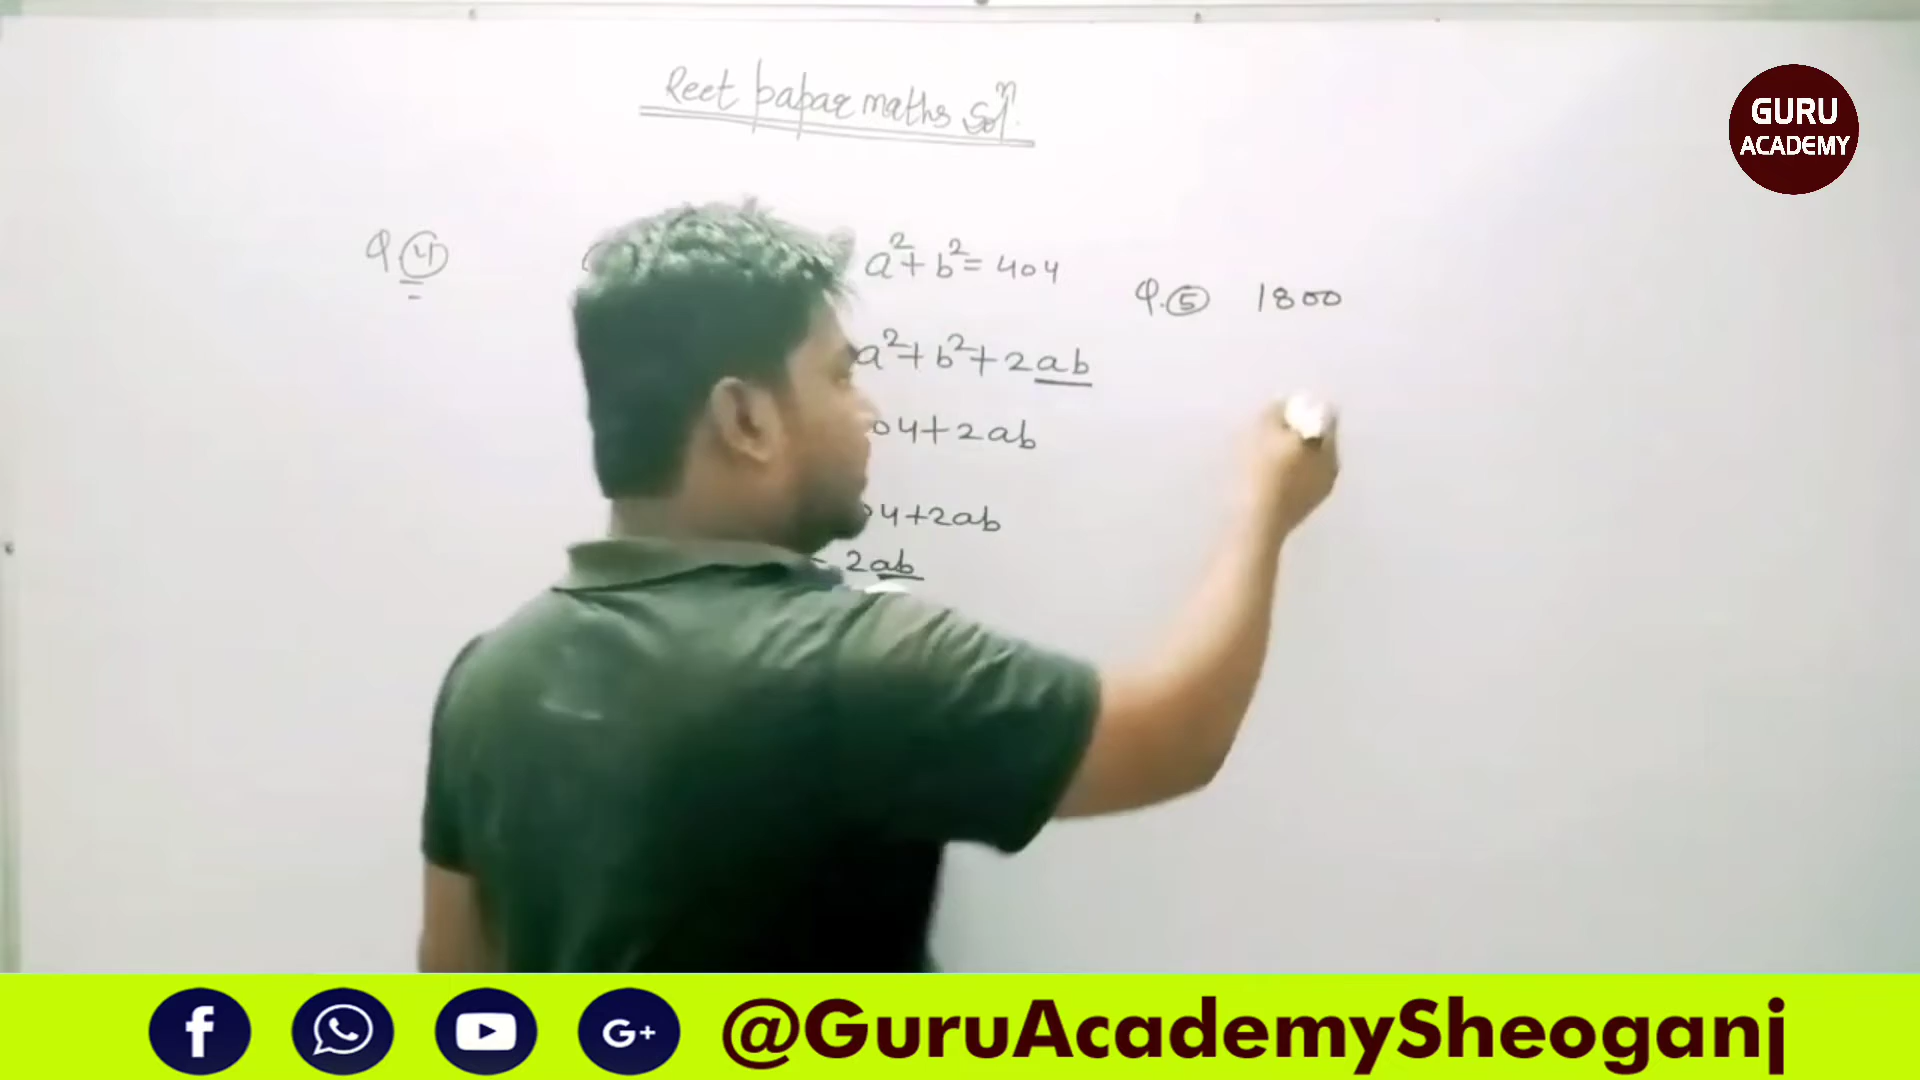 Reet papar maths Solⁿ.
Q ④
a² + b² = 404
a² + b² + 2ab
04 + 2ab
4 + 2ab
2ab
Q. ⑤ 1800
GURU
ACADEMY
f
G+
@GuruAcademySheoganj